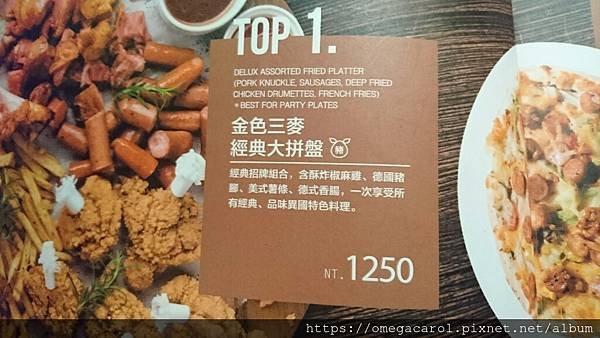 TOP 1.
DELUX ASSORTED FRIED PLATTER
(PORK KNUCKLE, SAUSAGES, DEEP FRIED
CHICKEN DRUMETTES, FRENCH FRIES)
* BEST FOR PARTY PLATES
金色三麥
經典大拼盤 豬
經典招牌組合，含酥炸椒麻雞、德國豬
腳、美式薯條、德式香腸，一次享受所
有經典、品味異國特色料理。
NT. 1250
https://omegacarol.pixnet.net/album